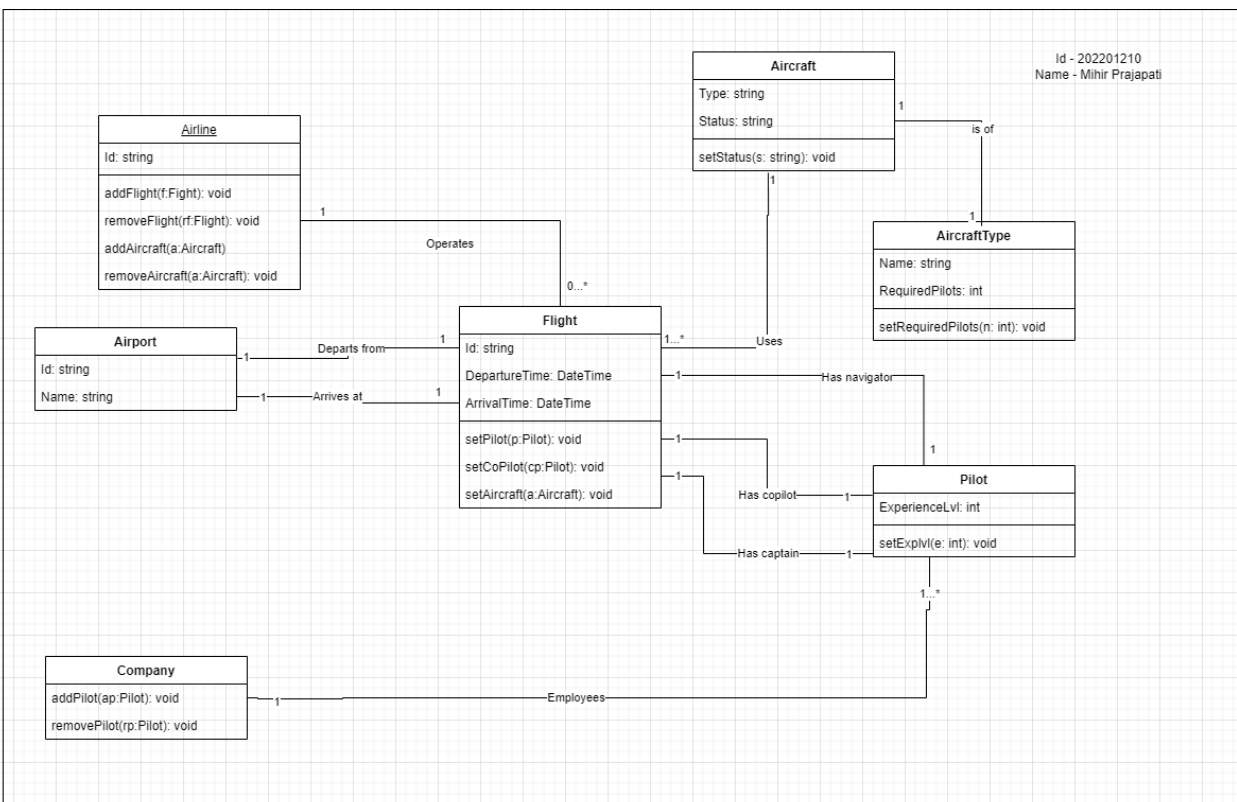 Id - 202201210
Name - Mihir Prajapati
Aircraft
Type: string
Status: string
setStatus(s: string): void
1
is of
1
1
Airline
Id: string
addFlight(f:Fight): void
removeFlight(rf:Flight): void
addAircraft(a:Aircraft)
removeAircraft(a:Aircraft): void
1
Operates
0...*
AircraftType
Name: string
RequiredPilots: int
setRequiredPilots(n: int): void
Airport
Id: string
Name: string
1
Departs from
1
1
Arrives at
1
Flight
Id: string
DepartureTime: DateTime
ArrivalTime: DateTime
setPilot(p:Pilot): void
setCoPilot(cp:Pilot): void
setAircraft(a:Aircraft): void
1...*
Uses
1
Has navigator
1
1
Has copilot
1
1
Has captain
1
Pilot
ExperienceLvl: int
setExplvl(e: int): void
1...*
Company
addPilot(ap:Pilot): void
removePilot(rp:Pilot): void
1
Employees